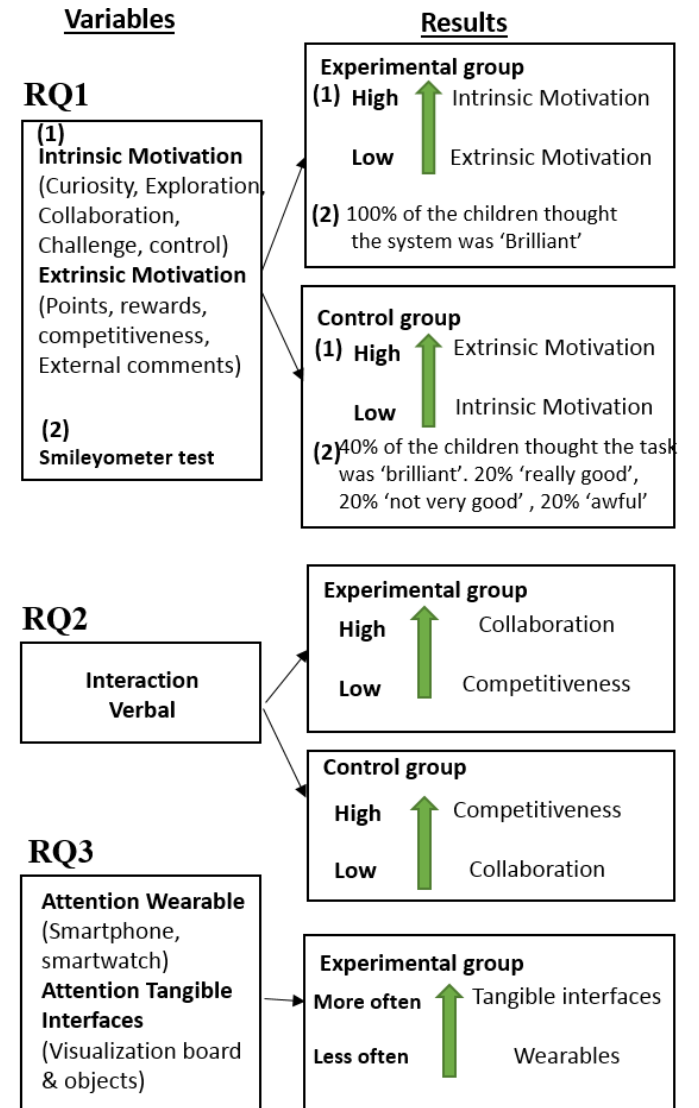 Variables
Results
RQ1
(1)
Intrinsic Motivation
(Curiosity, Exploration,
Collaboration,
Challenge, control)
Extrinsic Motivation
(Points, rewards,
competitiveness,
External comments)
(2)
Smileyometer test
Experimental group
(1) High Intrinsic Motivation
Low Extrinsic Motivation
(2) 100% of the children thought
the system was ‘Brilliant’
Control group
(1) High Extrinsic Motivation
Low Intrinsic Motivation
(2) 40% of the children thought the task
was ‘brilliant’. 20% ‘really good’,
20% ‘not very good’ , 20% ‘awful’
RQ2
Interaction
Verbal
Experimental group
High Collaboration
Low Competitiveness
Control group
High Competitiveness
Low Collaboration
RQ3
Attention Wearable
(Smartphone,
smartwatch)
Attention Tangible
Interfaces
(Visualization board
& objects)
Experimental group
More often Tangible interfaces
Less often Wearables